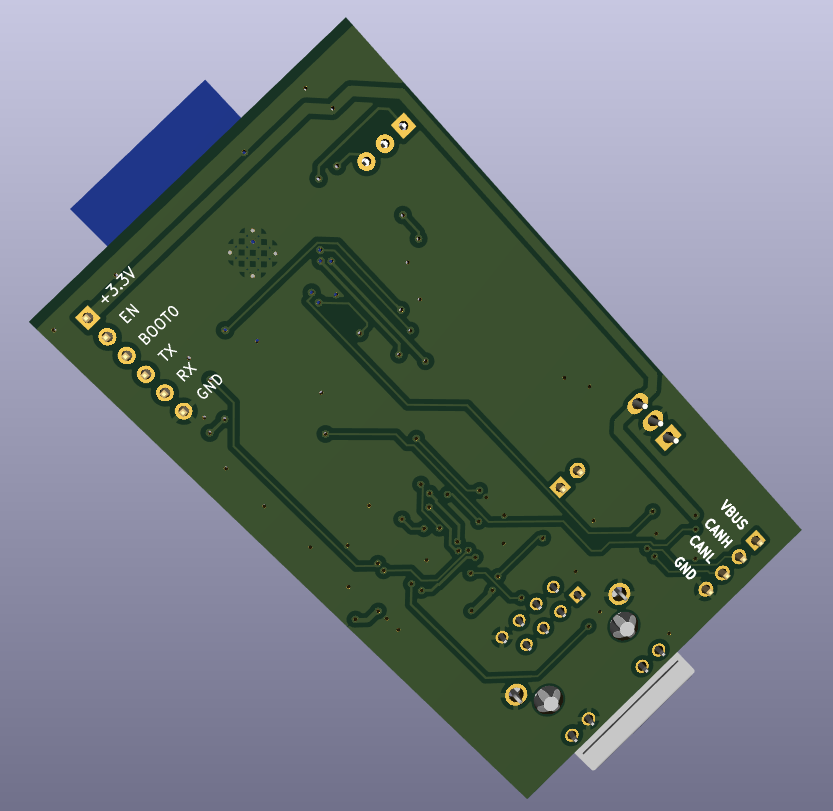 +3.3V
EN
BOOT0
TX
RX
GND
VBUS
CANH
CANL
GND